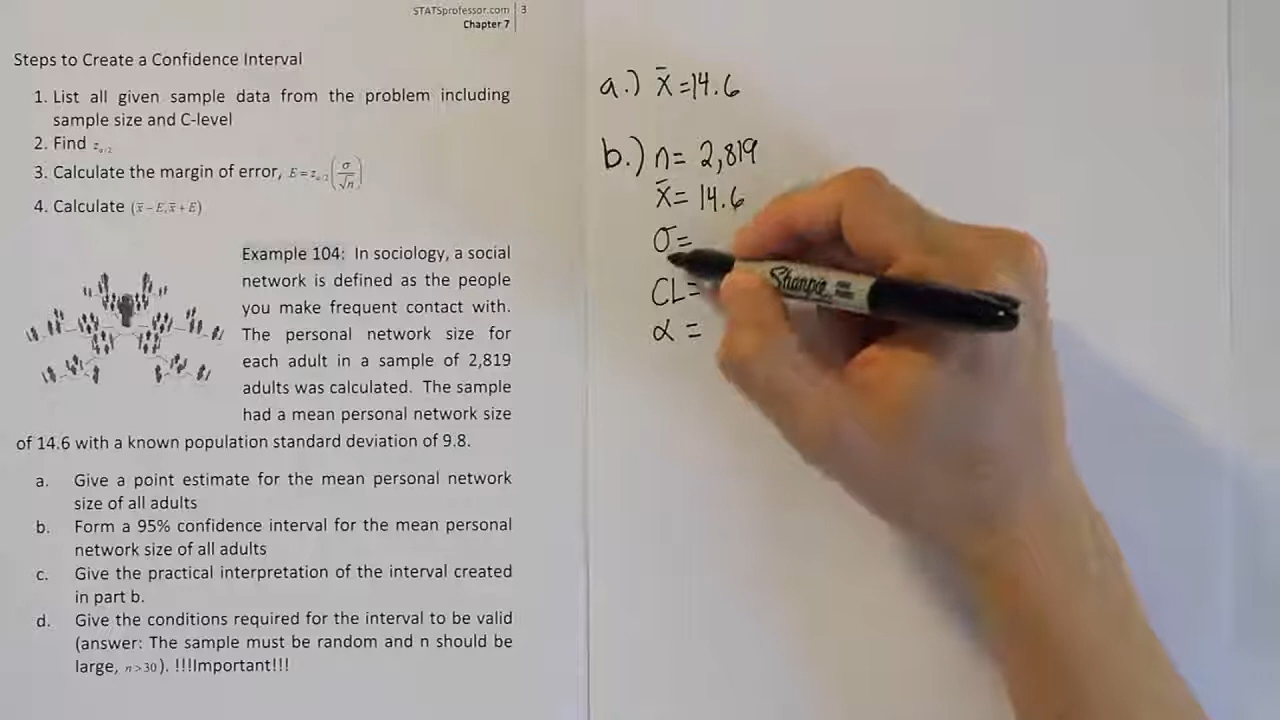 STATSprofessor.com 3
Chapter 7
Steps to Create a Confidence Interval
1. List all given sample data from the problem including
sample size and C-level
2. Find z_{α/2}
3. Calculate the margin of error, E = z_{α/2}(σ/√n)
4. Calculate (x̄ – E, x̄ + E)
Example 104: In sociology, a social
network is defined as the people
you make frequent contact with.
The personal network size for
each adult in a sample of 2,819
adults was calculated. The sample
had a mean personal network size
of 14.6 with a known population standard deviation of 9.8.
a. Give a point estimate for the mean personal network
size of all adults
b. Form a 95% confidence interval for the mean personal
network size of all adults
c. Give the practical interpretation of the interval created
in part b.
d. Give the conditions required for the interval to be valid
(answer: The sample must be random and n should be
large, n > 30). !!!Important!!!
a.) x̄ = 14.6
b.) n = 2,819
x̄ = 14.6
σ =
CL =
α =
Sharpie